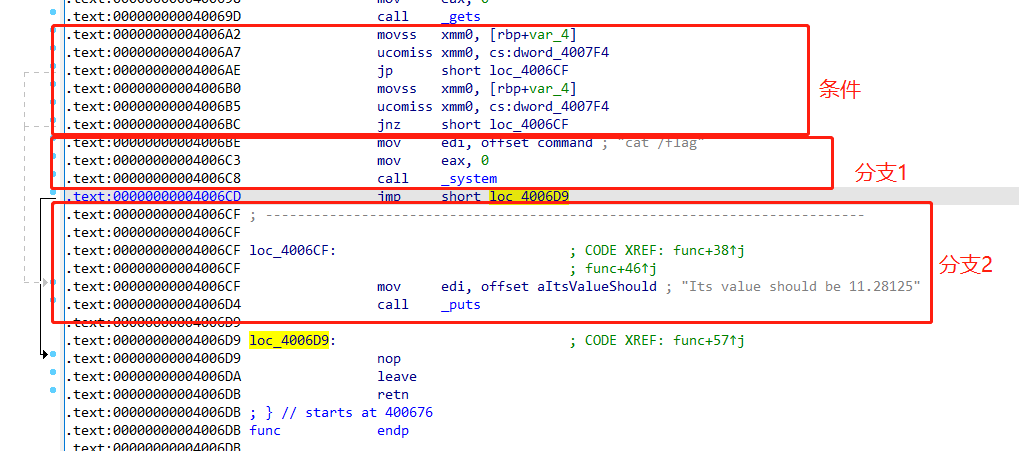 .text:0000000000400698 mov eax, 0
.text:000000000040069D call _gets
.text:00000000004006A2 movss xmm0, [rbp+var_4]
.text:00000000004006A7 ucomiss xmm0, cs:dword_4007F4
.text:00000000004006AE jp short loc_4006CF
.text:00000000004006B0 movss xmm0, [rbp+var_4]
.text:00000000004006B5 ucomiss xmm0, cs:dword_4007F4
.text:00000000004006BC jnz short loc_4006CF
条件
.text:00000000004006BE mov edi, offset command ; "cat /flag"
.text:00000000004006C3 mov eax, 0
.text:00000000004006C8 call _system
分支1
.text:00000000004006CD jmp short loc_4006D9
.text:00000000004006CF ; ---------------------------------------------------------------------------
.text:00000000004006CF
.text:00000000004006CF loc_4006CF: ; CODE XREF: func+38↑j
.text:00000000004006CF ; func+46↑j
.text:00000000004006CF mov edi, offset aItsValueShould ; "Its value should be 11.28125"
.text:00000000004006D4 call _puts
分支2
.text:00000000004006D9
.text:00000000004006D9 loc_4006D9: ; CODE XREF: func+57↑j
.text:00000000004006D9 nop
.text:00000000004006DA leave
.text:00000000004006DB retn
.text:00000000004006DB ; } // starts at 400676
.text:00000000004006DB func endp
.text:00000000004006DB